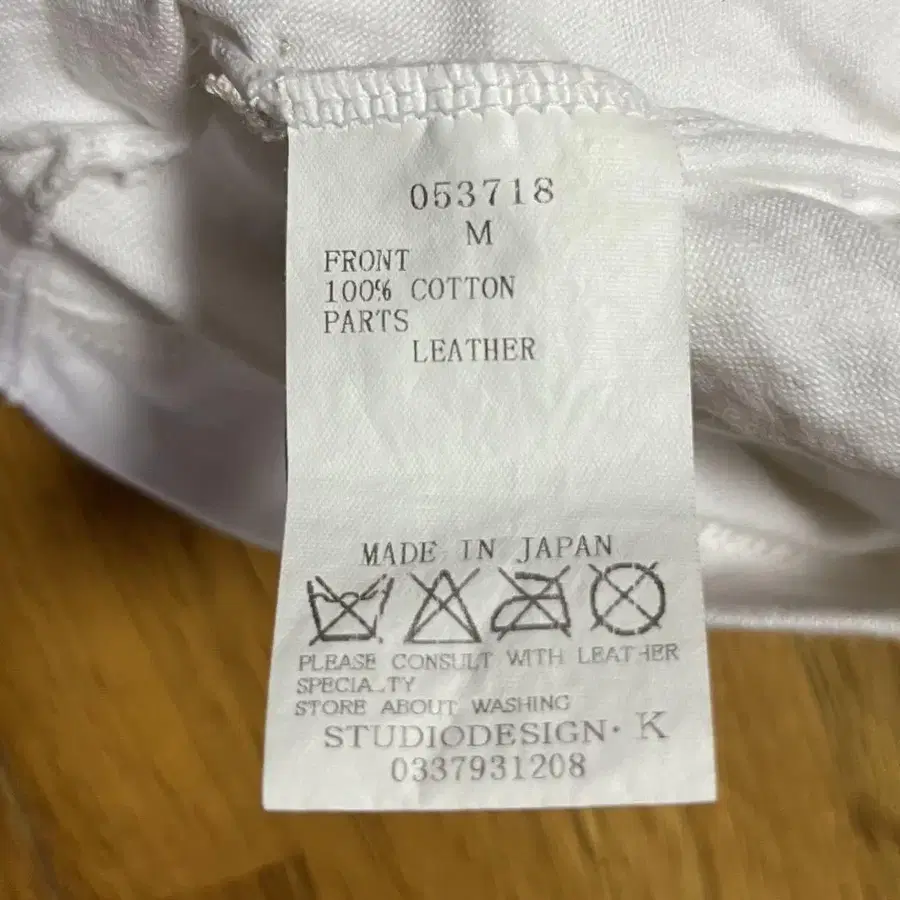 053718
M
FRONT
100% COTTON
PARTS
LEATHER
MADE IN JAPAN
PLEASE CONSULT WITH LEATHER
SPECIALTY
STORE ABOUT WASHING
STUDIODESIGN・K
0337931208